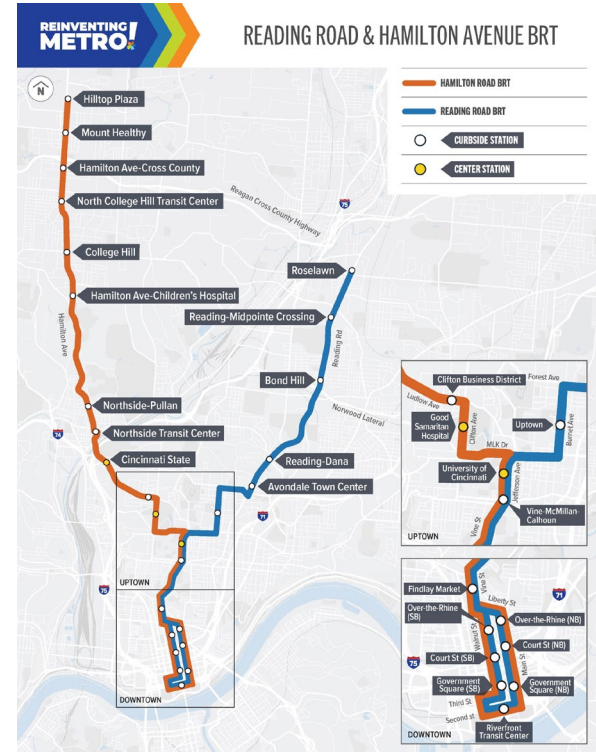 REINVENTING
METRO!
READING ROAD & HAMILTON AVENUE BRT
N
HAMILTON ROAD BRT
READING ROAD BRT
CURBSIDE STATION
CENTER STATION
Hilltop Plaza
Mount Healthy
Hamilton Ave-Cross County
North College Hill Transit Center
Reagan Cross County Highway
75
College Hill
Roselawn
Hamilton Ave-Children's Hospital
Reading-Midpointe Crossing
Hamilton Ave
Reading Rd
Bond Hill
Norwood Lateral
Northside-Pullan
74
Northside Transit Center
Cincinnati State
Reading-Dana
Avondale Town Center
71
75
UPTOWN
DOWNTOWN
Clifton Business District
Forest Ave
Ludlow Ave
Good
Samaritan
Hospital
Clifton Ave
Uptown
Burnet Ave
MLK Dr
University of
Cincinnati
Jefferson Ave
Vine-McMillan-
Calhoun
Vine St
UPTOWN
Findlay Market
Vine St
71
Liberty St
Over-the-Rhine
(SB)
Over-the-Rhine (NB)
Walnut St
Court St (NB)
75
Court St (SB)
Main St
Government
Square (SB)
Government
Square (NB)
Third St
Second st
Riverfront
Transit Center
DOWNTOWN